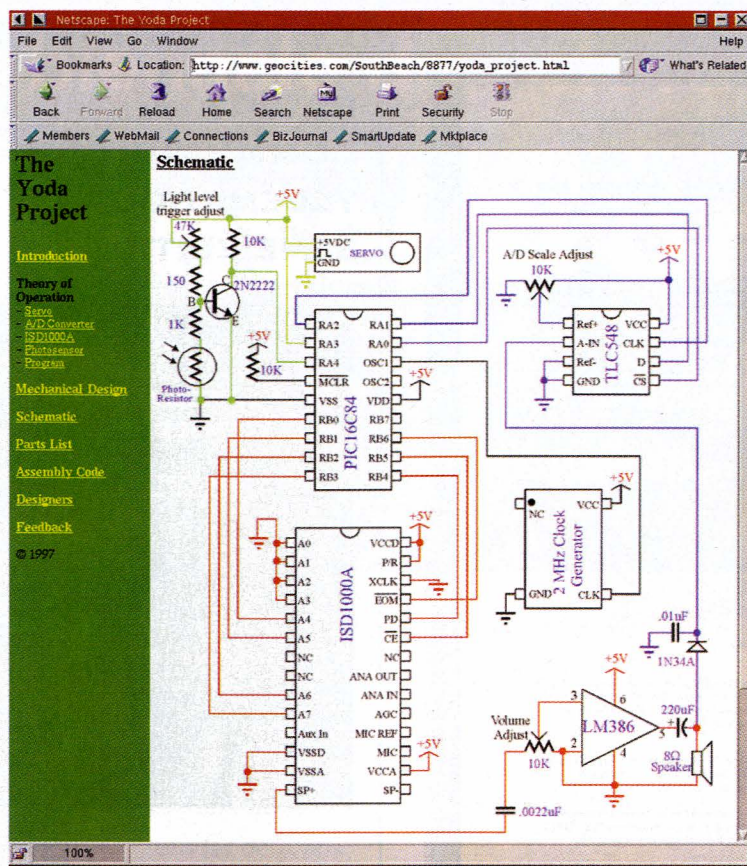 Netscape: The Yoda Project
File Edit View Go Window Help
Bookmarks Location: http://www.geocities.com/SouthBeach/8877/yoda_project.html What's Related
Back Forward Reload Home Search Netscape Print Security Stop
Members WebMail Connections BizJournal SmartUpdate Mktplace
The
Yoda
Project
Introduction
Theory of
Operation
- Servo
- A/D Converter
- ISD1000A
- Photosensor
- Program
Mechanical Design
Schematic
Parts List
Assembly Code
Designers
Feedback
© 1997
Schematic
Light level
trigger adjust
+5V
47K
10K
150
B
C
2N2222
1K
E
Photo-
Resistor
+5VDC
GND
SERVO
+5V
10K
RA2
RA3
RA4
MCLR
VSS
RB0
RB1
RB2
RB3
PIC16C84
RA1
RA0
OSC1
OSC2
VDD
RB7
RB6
RB5
RB4
+5V
A/D Scale Adjust
10K
+5V
Ref+
A-IN
Ref-
GND
TLC548
VCC
CLK
D
CS
A0
A1
A2
A3
A4
A5
NC
NC
A6
A7
Aux In
VSSD
VSSA
SP+
ISD1000A
+5V
VCCD
P/R
XCLK
EOM
PD
CE
NC
ANA OUT
ANA IN
AGC
MIC REF
MIC
VCCA
SP-
+5V
NC
VCC
+5V
2 MHz Clock
Generator
GND
CLK
.01uF
1N34A
+5V
Volume
Adjust
10K
3
2
6
LM386
5
4
220uF
+
8Ω
Speaker
.0022uF
100%